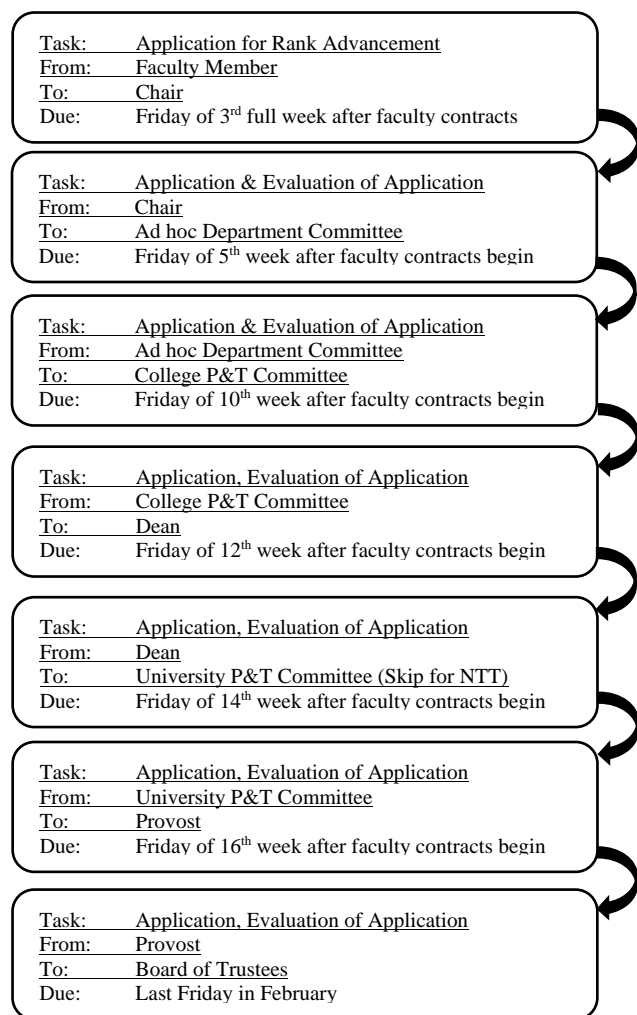 Task: Application for Rank Advancement
From: Faculty Member
To: Chair
Due: Friday of 3rd full week after faculty contracts
Task: Application & Evaluation of Application
From: Chair
To: Ad hoc Department Committee
Due: Friday of 5th week after faculty contracts begin
Task: Application & Evaluation of Application
From: Ad hoc Department Committee
To: College P&T Committee
Due: Friday of 10th week after faculty contracts begin
Task: Application, Evaluation of Application
From: College P&T Committee
To: Dean
Due: Friday of 12th week after faculty contracts begin
Task: Application, Evaluation of Application
From: Dean
To: University P&T Committee (Skip for NTT)
Due: Friday of 14th week after faculty contracts begin
Task: Application, Evaluation of Application
From: University P&T Committee
To: Provost
Due: Friday of 16th week after faculty contracts begin
Task: Application, Evaluation of Application
From: Provost
To: Board of Trustees
Due: Last Friday in February